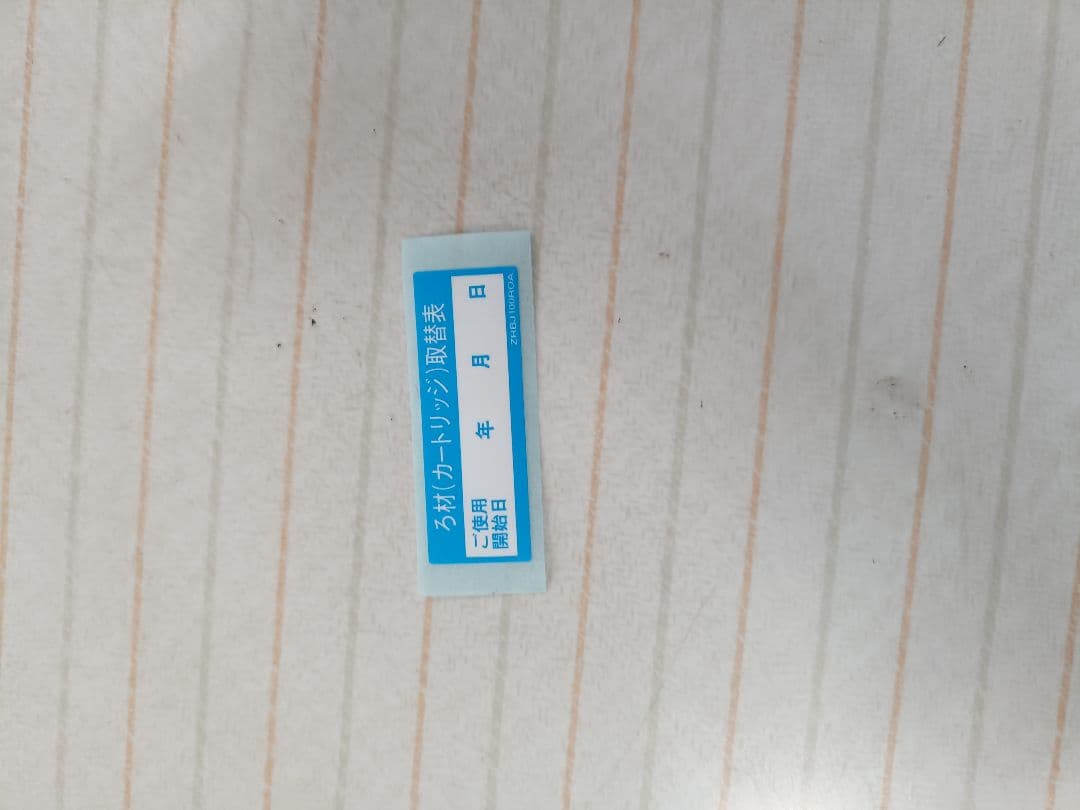 ろ材(カートリッジ)取替表
ご使用
開始日
年 月 日
ZRBJ100ROA